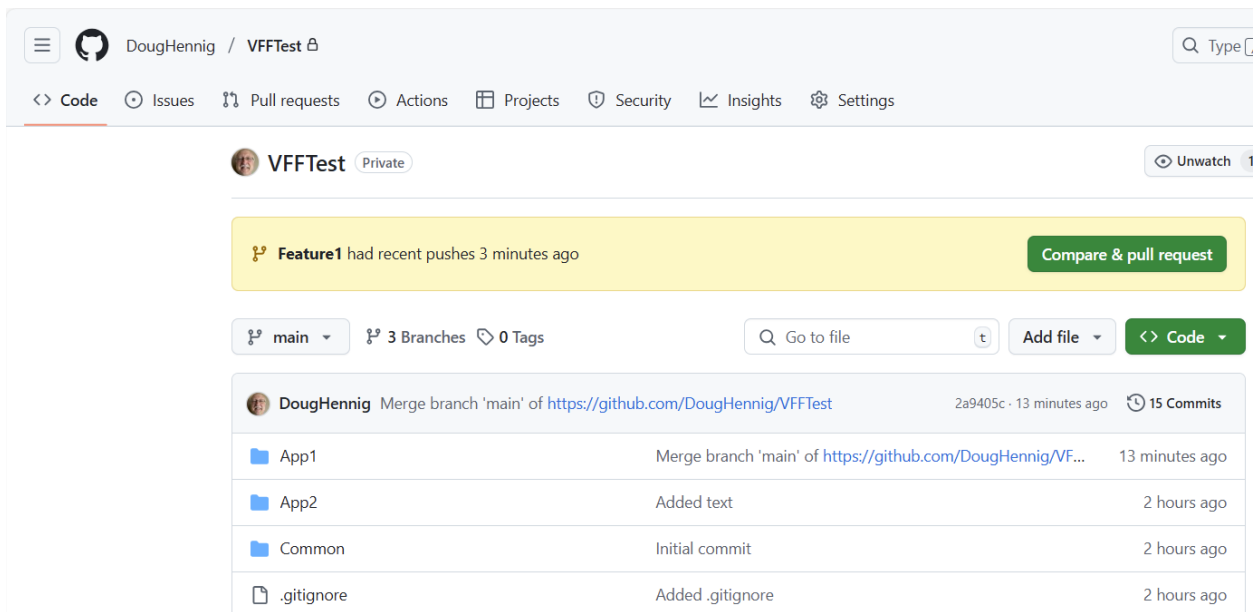 DougHennig / VFFTest
Type /
Code Issues Pull requests Actions Projects Security Insights Settings
VFFTest Private
Unwatch 1
Feature1 had recent pushes 3 minutes ago
Compare & pull request
main 3 Branches 0 Tags
Go to file t
Add file
Code
DougHennig Merge branch 'main' of https://github.com/DougHennig/VFFTest 2a9405c · 13 minutes ago 15 Commits
App1 Merge branch 'main' of https://github.com/DougHennig/VF... 13 minutes ago
App2 Added text 2 hours ago
Common Initial commit 2 hours ago
.gitignore Added .gitignore 2 hours ago